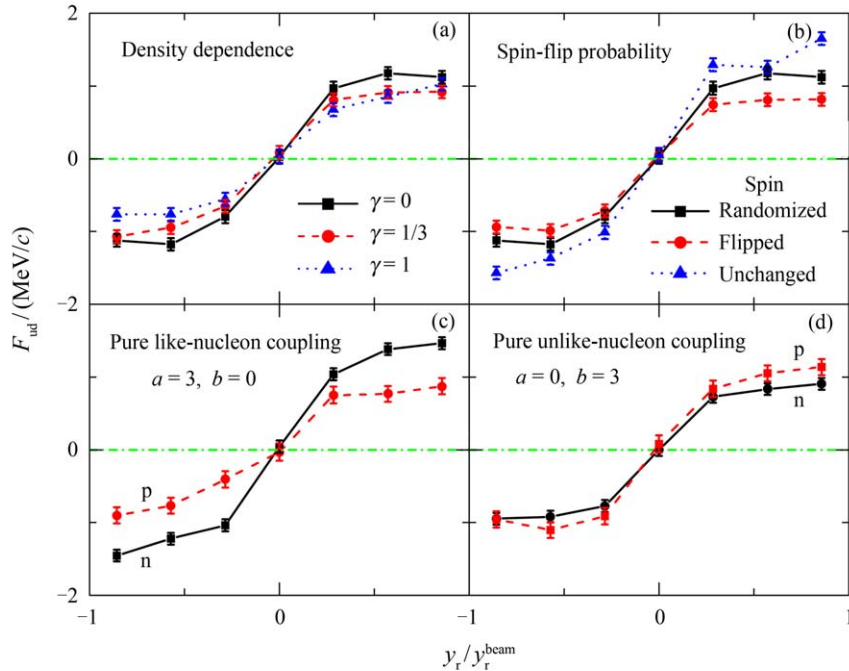 (a)
Density dependence
γ = 0
γ = 1/3
γ = 1
(b)
Spin-flip probability
Spin
Randomized
Flipped
Unchanged
(c)
Pure like-nucleon coupling
a = 3, b = 0
p
n
(d)
Pure unlike-nucleon coupling
a = 0, b = 3
p
n
2
0
−2
0
−2
F_ud/(MeV/c)
−1
0
−1
0
1
y_r/y_r^beam